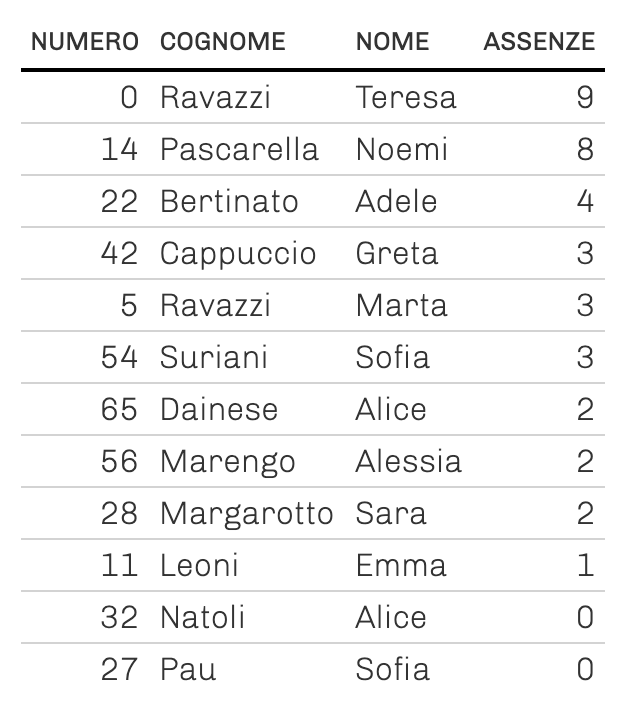 NUMERO COGNOME NOME ASSENZE
0 Ravazzi Teresa 9
14 Pascarella Noemi 8
22 Bertinato Adele 4
42 Cappuccio Greta 3
5 Ravazzi Marta 3
54 Suriani Sofia 3
65 Dainese Alice 2
56 Marengo Alessia 2
28 Margarotto Sara 2
11 Leoni Emma 1
32 Natoli Alice 0
27 Pau Sofia 0